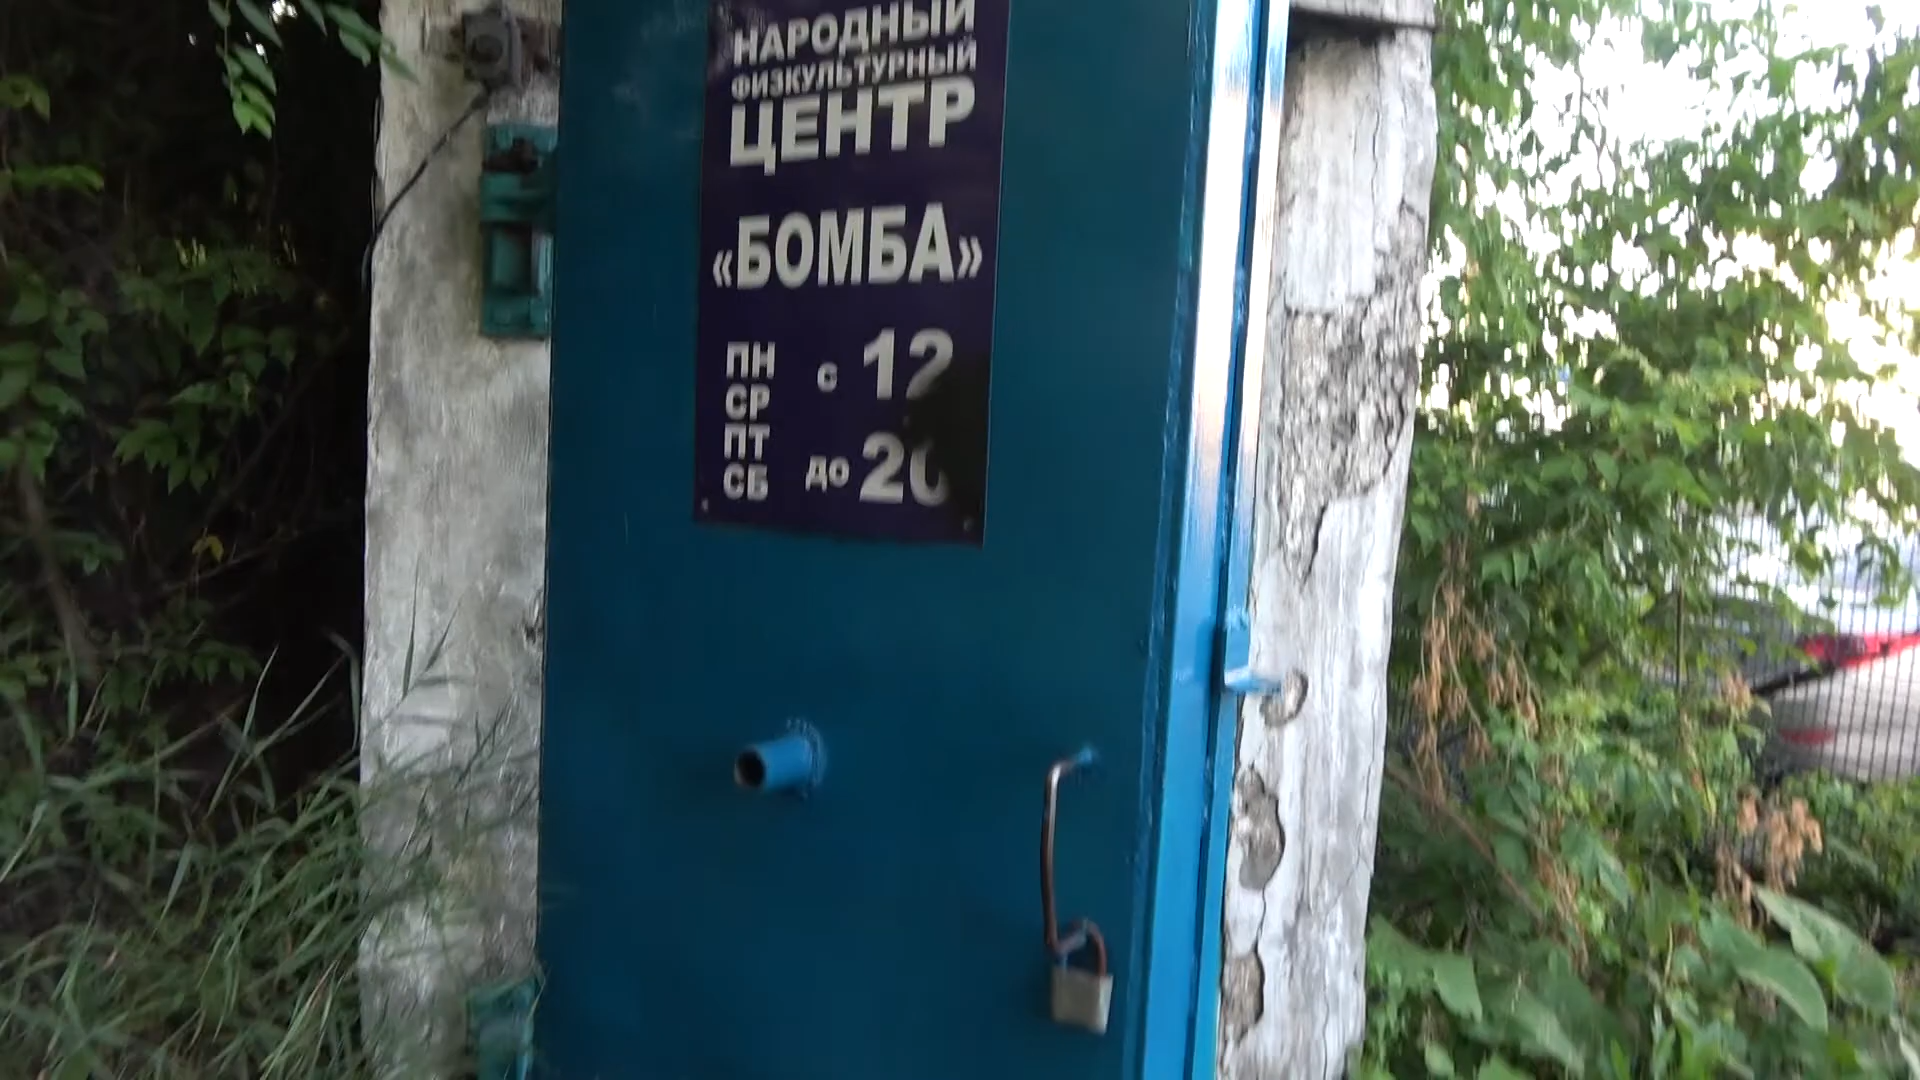 НАРОДНЫЙ
ФИЗКУЛЬТУРНЫЙ
ЦЕНТР
«БОМБА»
ПН
СР
ПТ
СБ
с 12
до 20